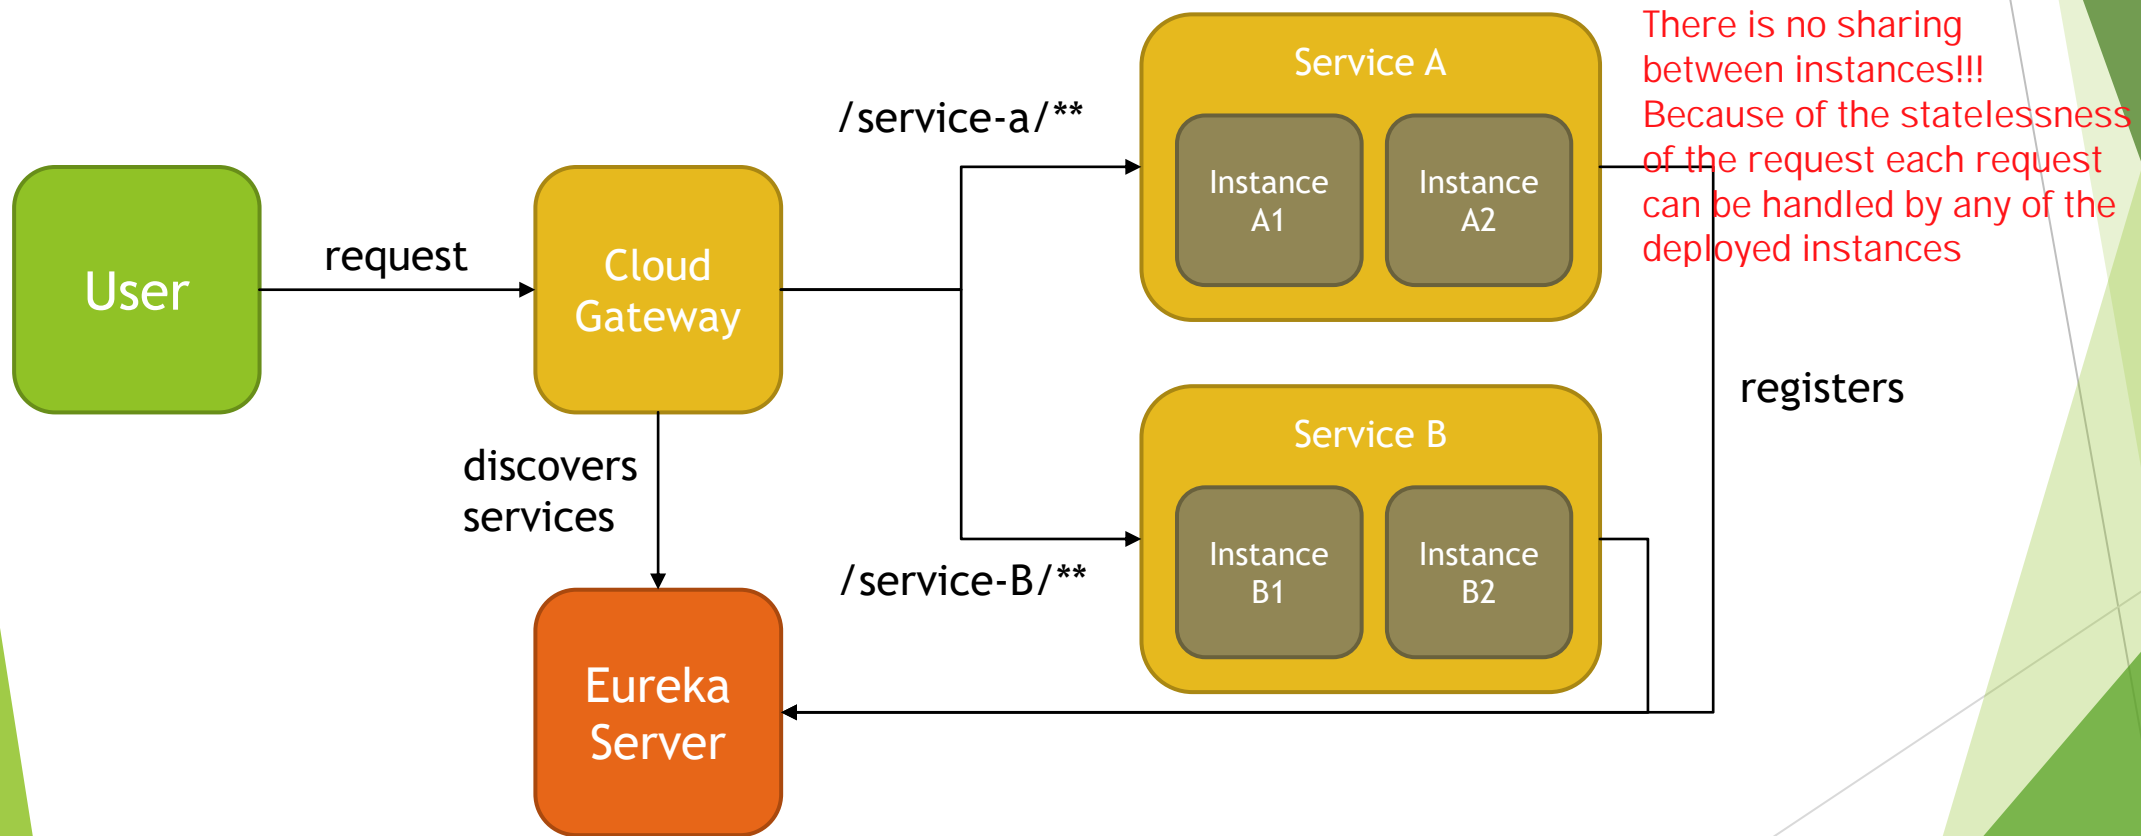 User
request
Cloud
Gateway
discovers
services
Eureka
Server
/service-a/**
/service-B/**
Service A
Instance
A1
Instance
A2
Service B
Instance
B1
Instance
B2
registers
There is no sharing
between instances!!!
Because of the statelessness
of the request each request
can be handled by any of the
deployed instances